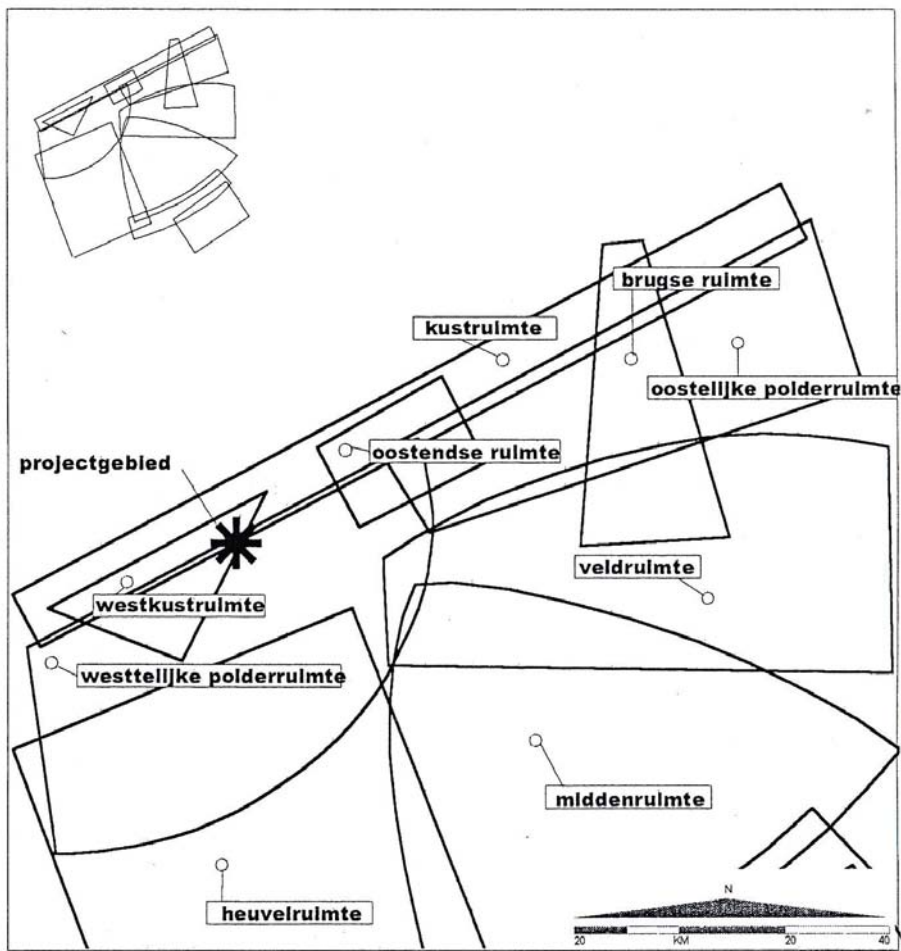 brugse ruimte
kustruimte
oostelijke polderruimte
oostendse ruimte
projectgebied
veldruimte
westkustruimte
westtelijke polderruimte
middenruimte
heuvelruimte
N
20 KM 20 40